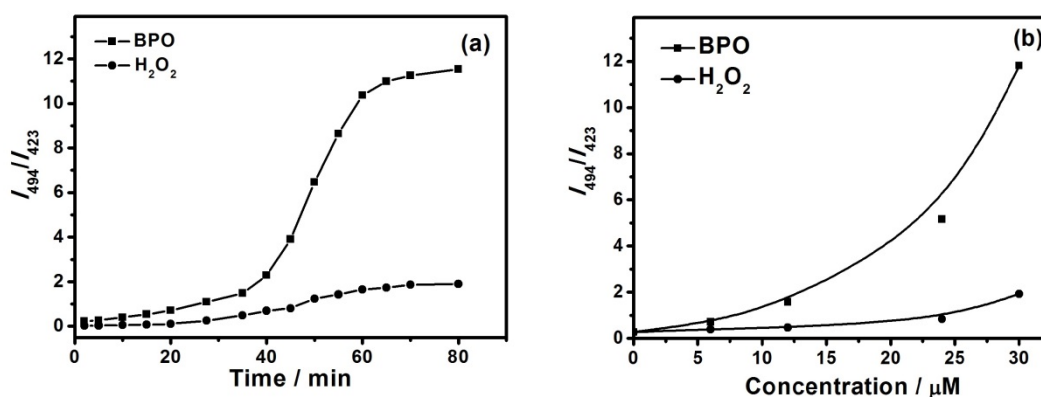 (a)
BPO
H₂O₂
I₄₉₄/I₄₂₃
12
10
8
6
4
2
0
0 20 40 60 80
Time / min
(b)
BPO
H₂O₂
I₄₉₄/I₄₂₃
12
10
8
6
4
2
0
0 5 10 15 20 25 30
Concentration / μM